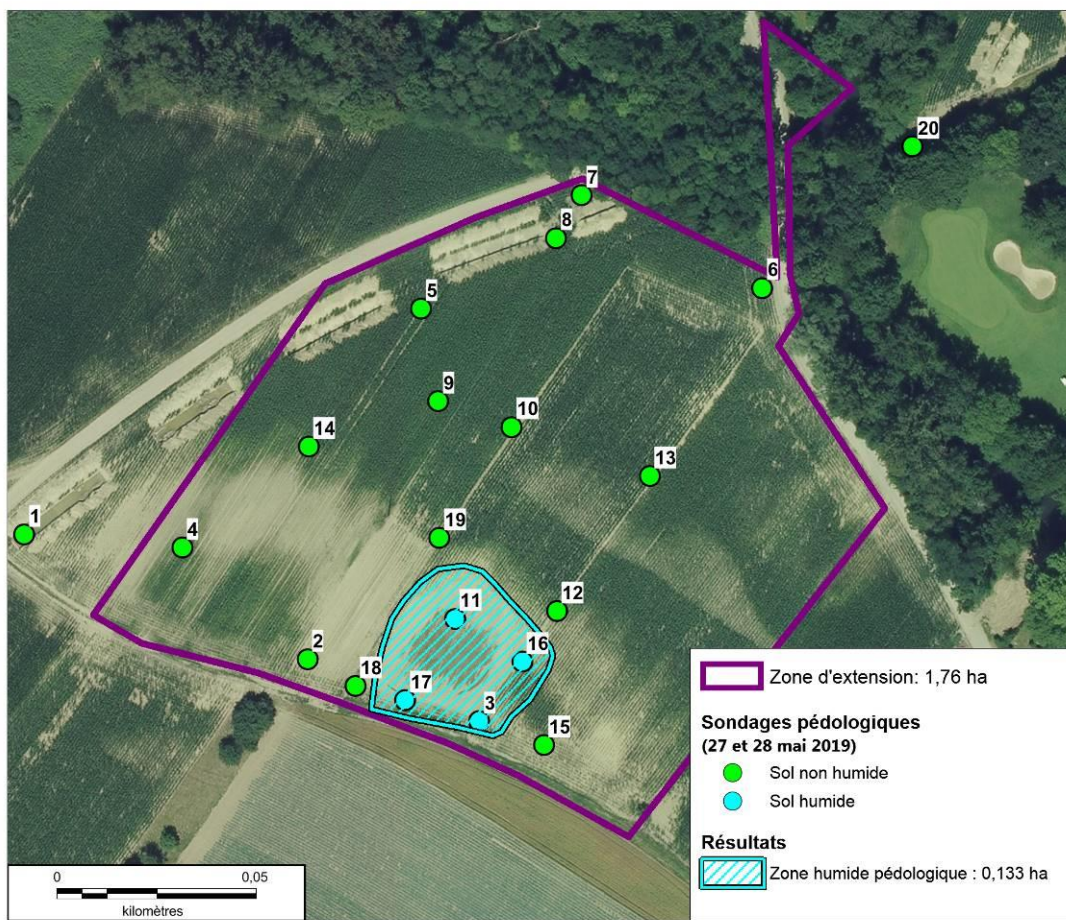 20
7
8
6
5
9
10
14
13
1
19
4
11
12
16
2
18
17
3
15
Zone d'extension: 1,76 ha
Sondages pédologiques
(27 et 28 mai 2019)
Sol non humide
Sol humide
Résultats
Zone humide pédologique : 0,133 ha
0 0,05
kilomètres